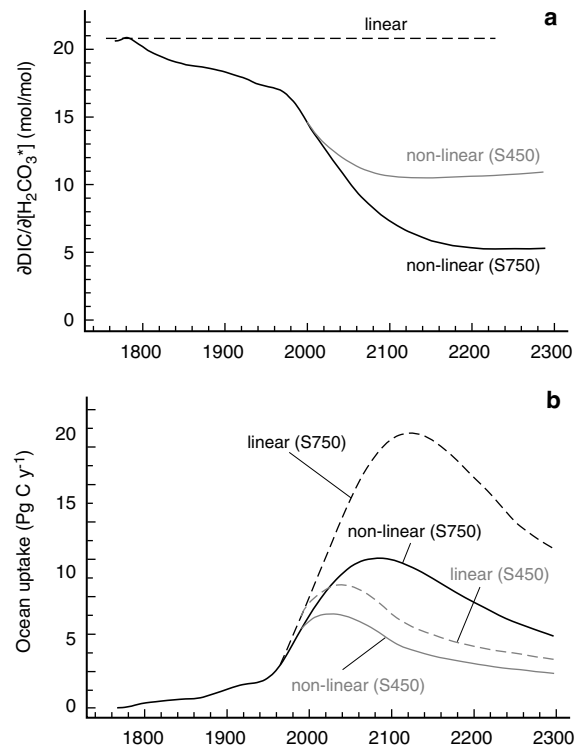 a
linear
20
15
10
5
0
non-linear (S450)
non-linear (S750)
∂DIC/∂[H₂CO₃*] (mol/mol)
1800 1900 2000 2100 2200 2300
b
20
15
10
5
0
linear (S750)
non-linear (S750)
linear (S450)
non-linear (S450)
Ocean uptake (Pg C y⁻¹)
1800 1900 2000 2100 2200 2300